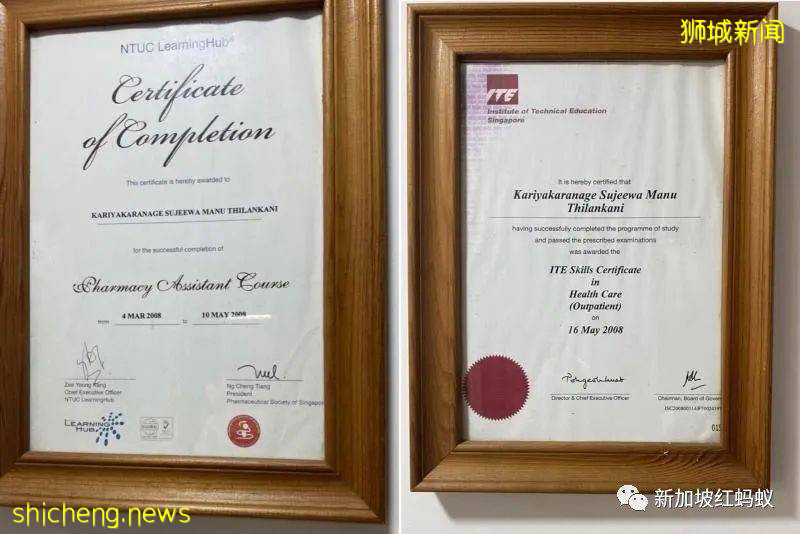 NTUC LearningHub®
Certificate
of Completion
This certificate is hereby awarded to
KARIYAKARANAGE SUJEEWA MANU THILANKANI
for the successful completion of
Pharmacy Assistant Course
from 4 MAR 2008 to 10 MAY 2008
Zee Yoong Kang
Chief Executive Officer
NTUC LearningHub
Ng Cheng Tiang
President
Pharmaceutical Society of Singapore
LEARNING
HUB
ITE
Institute of Technical Education
Singapore
It is hereby certified that
Kariyakaranage Sujeewa Manu
Thilankani
having successfully completed the programme of study
and passed the prescribed examinations
was awarded the
ITE Skills Certificate
in
Health Care
(Outpatient)
on
16 May 2008
Director & Chief Executive Officer
Chairman, Board of Gover
狮城新闻
shicheng.news
新加坡红蚂蚁